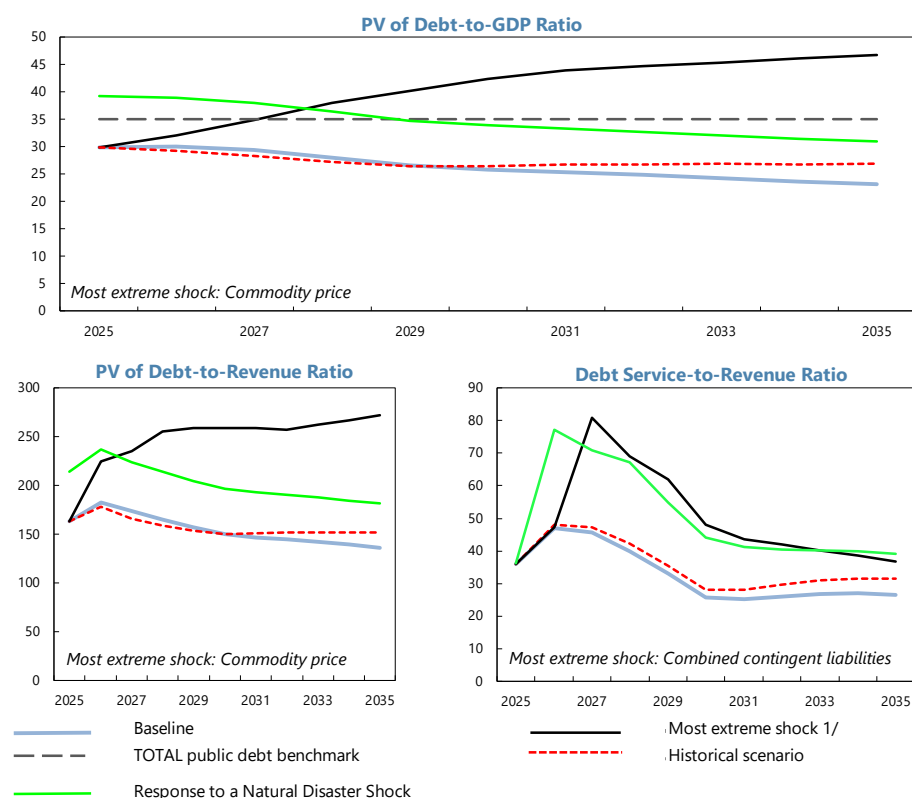 PV of Debt-to-GDP Ratio
50
45
40
35
30
25
20
15
10
5
0
Most extreme shock: Commodity price
2025 2027 2029 2031 2033 2035
PV of Debt-to-Revenue Ratio
300
250
200
150
100
50
0
Most extreme shock: Commodity price
2025 2027 2029 2031 2033 2035
Debt Service-to-Revenue Ratio
90
80
70
60
50
40
30
20
10
0
Most extreme shock: Combined contingent liabilities
2025 2027 2029 2031 2033 2035
Baseline
Most extreme shock 1/
TOTAL public debt benchmark
Historical scenario
Response to a Natural Disaster Shock